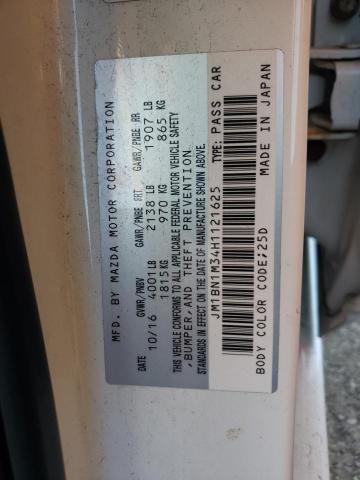 MFD. BY MAZDA MOTOR CORPORATION
GVWR/PNBV GAWR/PNBE FRT. GAWR/PNBE RR
DATE 10/16 4001LB 2138 LB 1907 LB
1815KG 970 KG 865 KG
THIS VEHICLE CONFORMS TO ALL APPLICABLE FEDERAL MOTOR VEHICLE SAFETY
,BUMPER,AND THEFT PREVENTION
STANDARDS IN EFFECT ON THE DATE OF MANUFACTURE SHOWN ABOVE.
JM1BN1M34H1121625 TYPE: PASS CAR
BODY COLOR CODE;25D MADE IN JAPAN